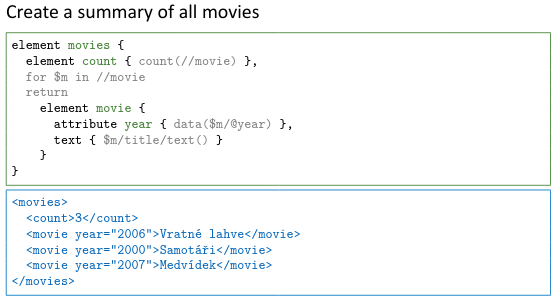 Create a summary of all movies
element movies {
  element count { count(//movie) },
  for $m in //movie
  return
    element movie {
      attribute year { data($m/@year) },
      text { $m/title/text() }
    }
}
<movies>
  <count>3</count>
  <movie year="2006">Vratné lahve</movie>
  <movie year="2000">Samotáři</movie>
  <movie year="2007">Medvídek</movie>
</movies>